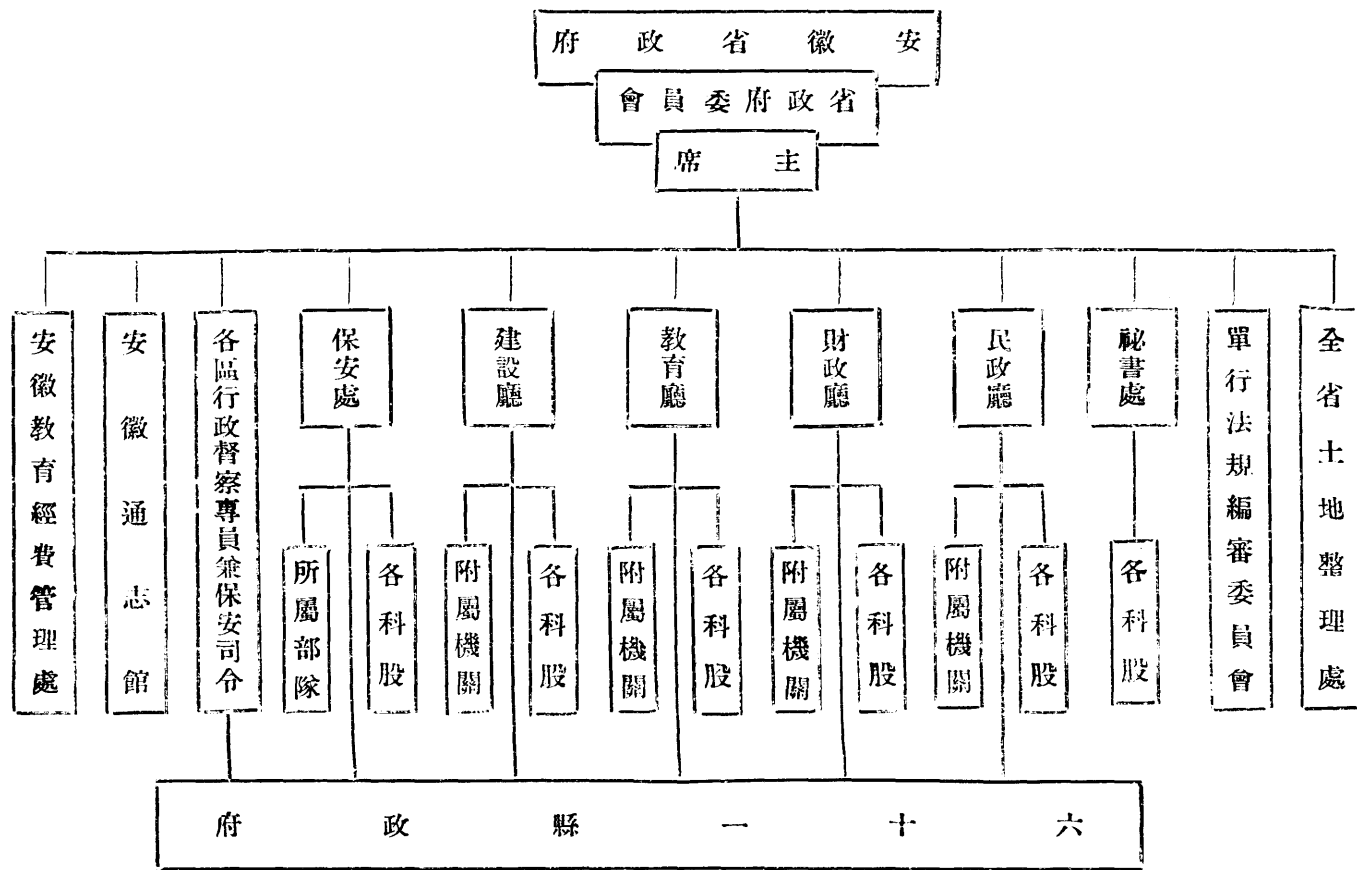 安徽省政府
省政府委員會
主席
全省土地整理處
單行法規編審委員會
祕書處
民政廳
財政廳
教育廳
建設廳
保安處
各區行政督察專員兼保安司令
安徽通志館
安徽教育經費管理處
各科股
各科股
附屬機關
各科股
附屬機關
各科股
附屬機關
各科股
附屬機關
各科股
所屬部隊
六十一縣政府